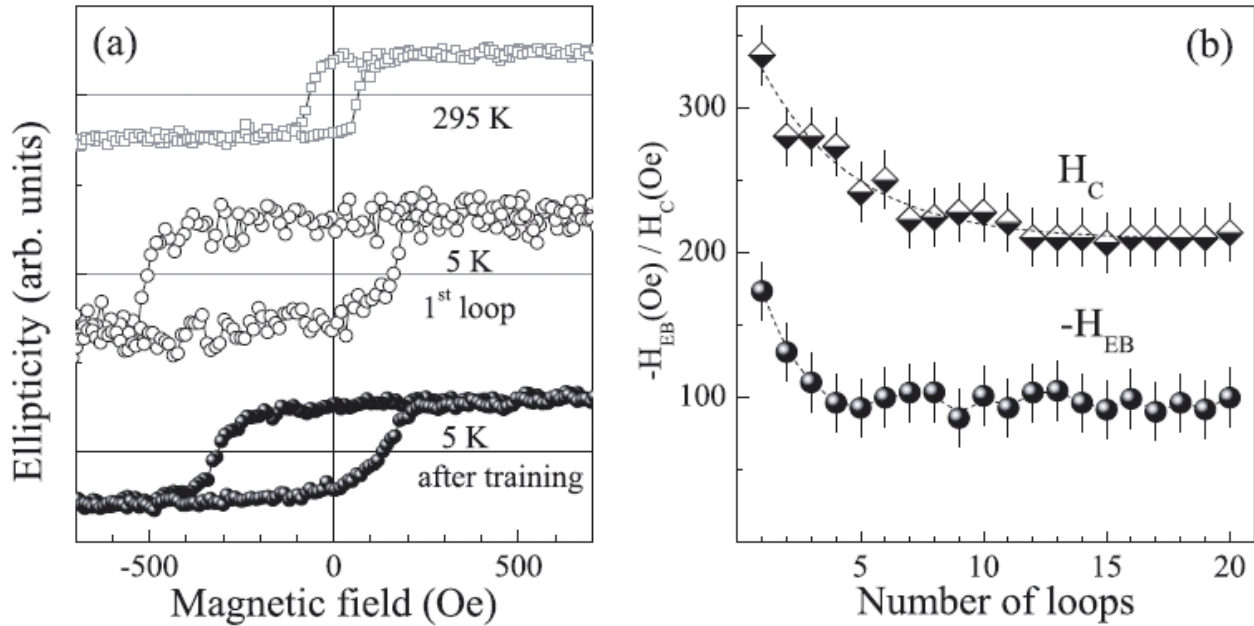 (a)
295 K
5 K
1st loop
5 K
after training
Ellipticity (arb. units)
-500 0 500
Magnetic field (Oe)
(b)
300
200
100
HC
-HEB
-HEB(Oe) / HC(Oe)
5 10 15 20
Number of loops